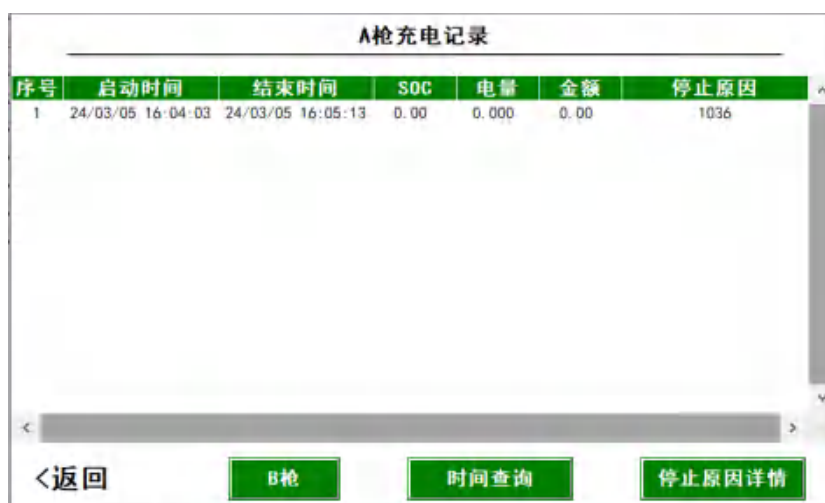 A枪充电记录
序号 启动时间 结束时间 SOC 电量 金额 停止原因
1 24/03/05 16:04:03 24/03/05 16:05:13 0.00 0.000 0.00 1036
<返回 B枪 时间查询 停止原因详情